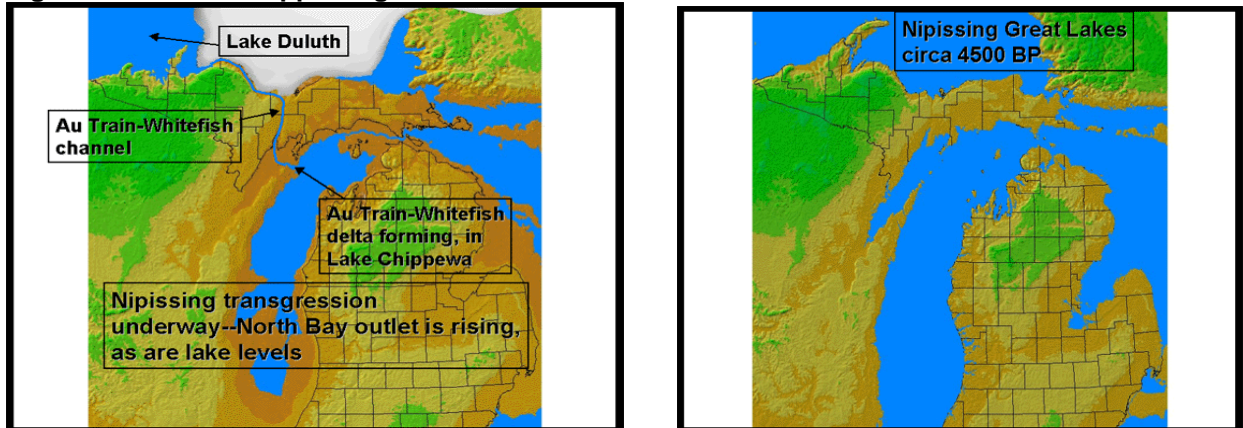 Lake Duluth
Au Train-Whitefish
channel
Au Train-Whitefish
delta forming, in
Lake Chippewa
Nipissing transgression
underway--North Bay outlet is rising,
as are lake levels
Nipissing Great Lakes
circa 4500 BP